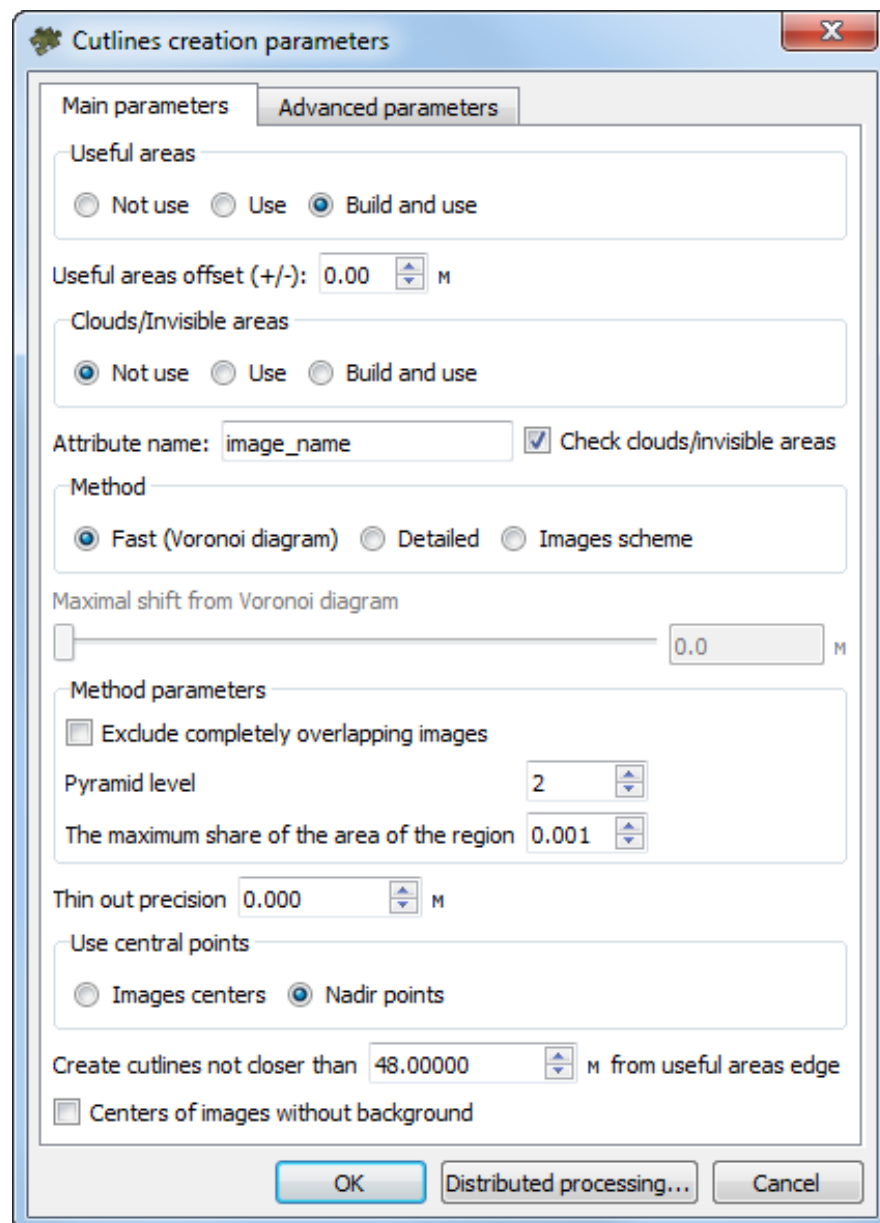 Cutlines creation parameters
Main parameters Advanced parameters
Useful areas
Not use Use Build and use
Useful areas offset (+/-): 0.00 м
Clouds/Invisible areas
Not use Use Build and use
Attribute name: image_name Check clouds/invisible areas
Method
Fast (Voronoi diagram) Detailed Images scheme
Maximal shift from Voronoi diagram
0.0 м
Method parameters
Exclude completely overlapping images
Pyramid level 2
The maximum share of the area of the region 0.001
Thin out precision 0.000 м
Use central points
Images centers Nadir points
Create cutlines not closer than 48.00000 м from useful areas edge
Centers of images without background
OK Distributed processing... Cancel